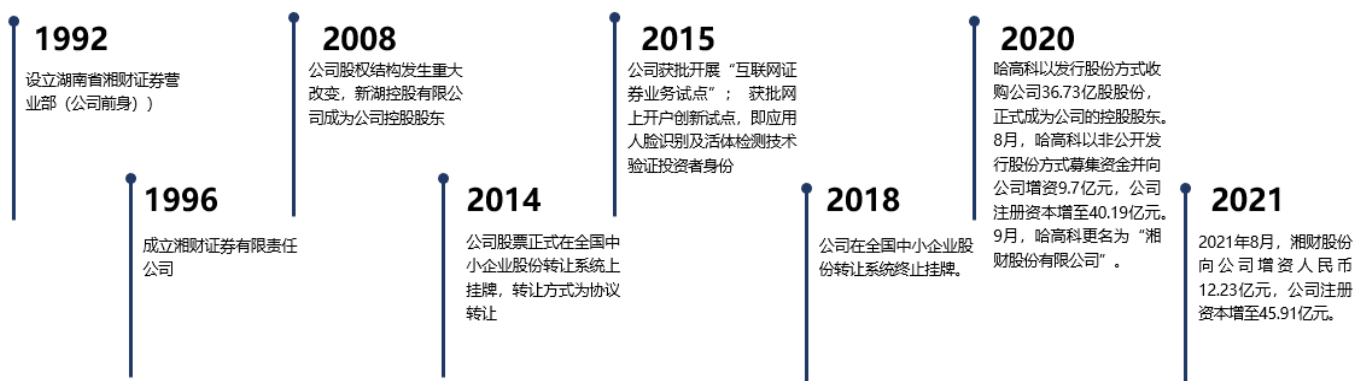 1992
设立湖南省湘财证券营
业部（公司前身））
1996
成立湘财证券有限责任
公司
2008
公司股权结构发生重大
改变，新湖控股有限公
司成为公司控股股东
2014
公司股票正式在全国中
小企业股份转让系统上
挂牌，转让方式为协议
转让
2015
公司获批开展“互联网证
券业务试点”； 获批网
上开户创新试点，即应用
人脸识别及活体检测技术
验证投资者身份
2018
公司在全国中小企业股
份转让系统终止挂牌。
2020
哈高科以发行股份方式收
购公司36.73亿股股份，
正式成为公司的控股股东。
8月，哈高科以非公开发
行股份方式募集资金并向
公司增资9.7亿元，公司
注册资本增至40.19亿元。
9月，哈高科更名为“湘
财股份有限公司”。
2021
2021年8月，湘财股份
向公司增资人民币
12.23亿元，公司注册
资本增至45.91亿元。